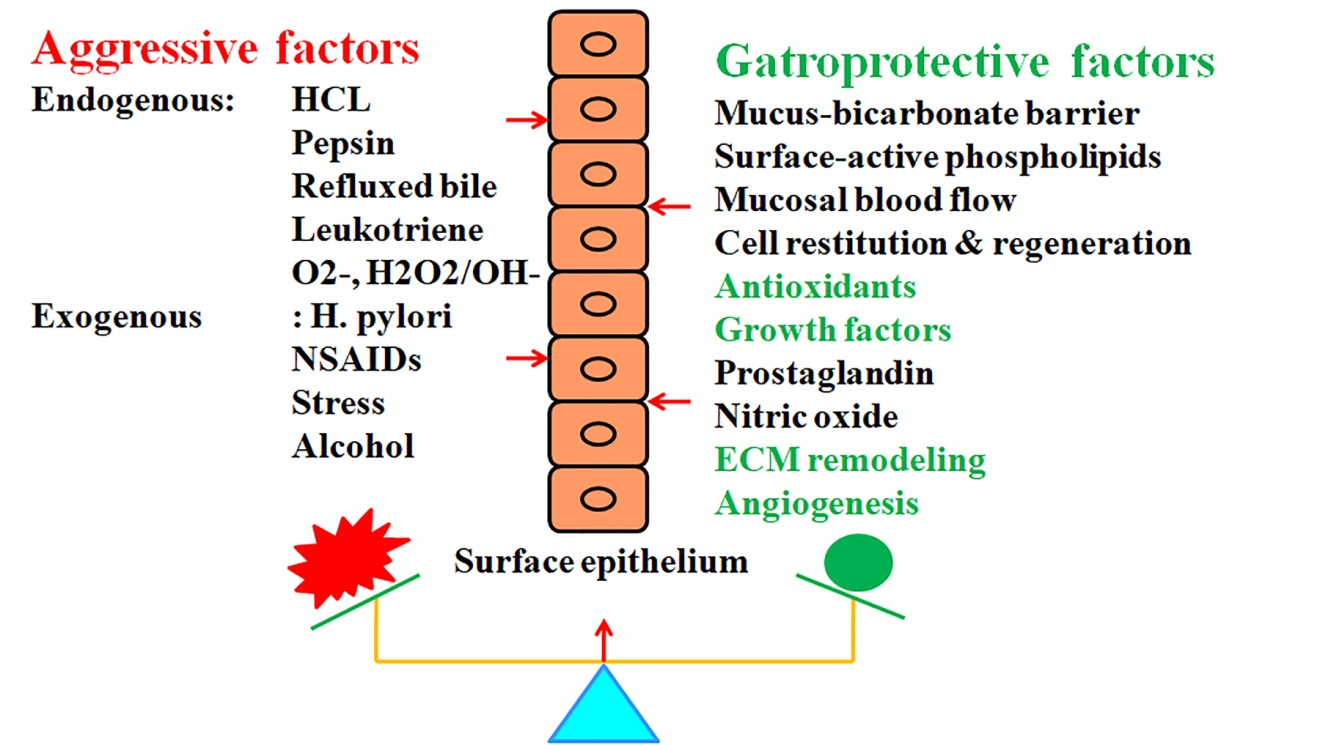 Aggressive factors
Endogenous: HCL
Pepsin
Refluxed bile
Leukotriene
O2-, H2O2/OH-
Exogenous : H. pylori
NSAIDs
Stress
Alcohol
Gatroprotective factors
Mucus-bicarbonate barrier
Surface-active phospholipids
Mucosal blood flow
Cell restitution & regeneration
Antioxidants
Growth factors
Prostaglandin
Nitric oxide
ECM remodeling
Angiogenesis
Surface epithelium